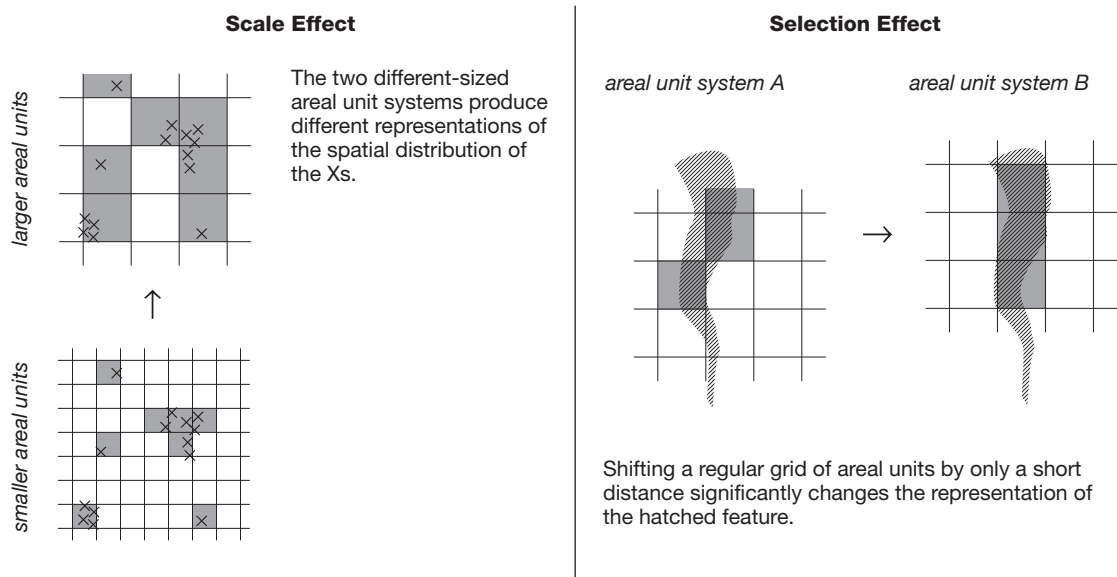 Scale Effect
larger areal units
The two different-sized
areal unit systems produce
different representations of
the spatial distribution of
the Xs.
smaller areal units
Selection Effect
areal unit system A
areal unit system B
Shifting a regular grid of areal units by only a short
distance significantly changes the representation of
the hatched feature.